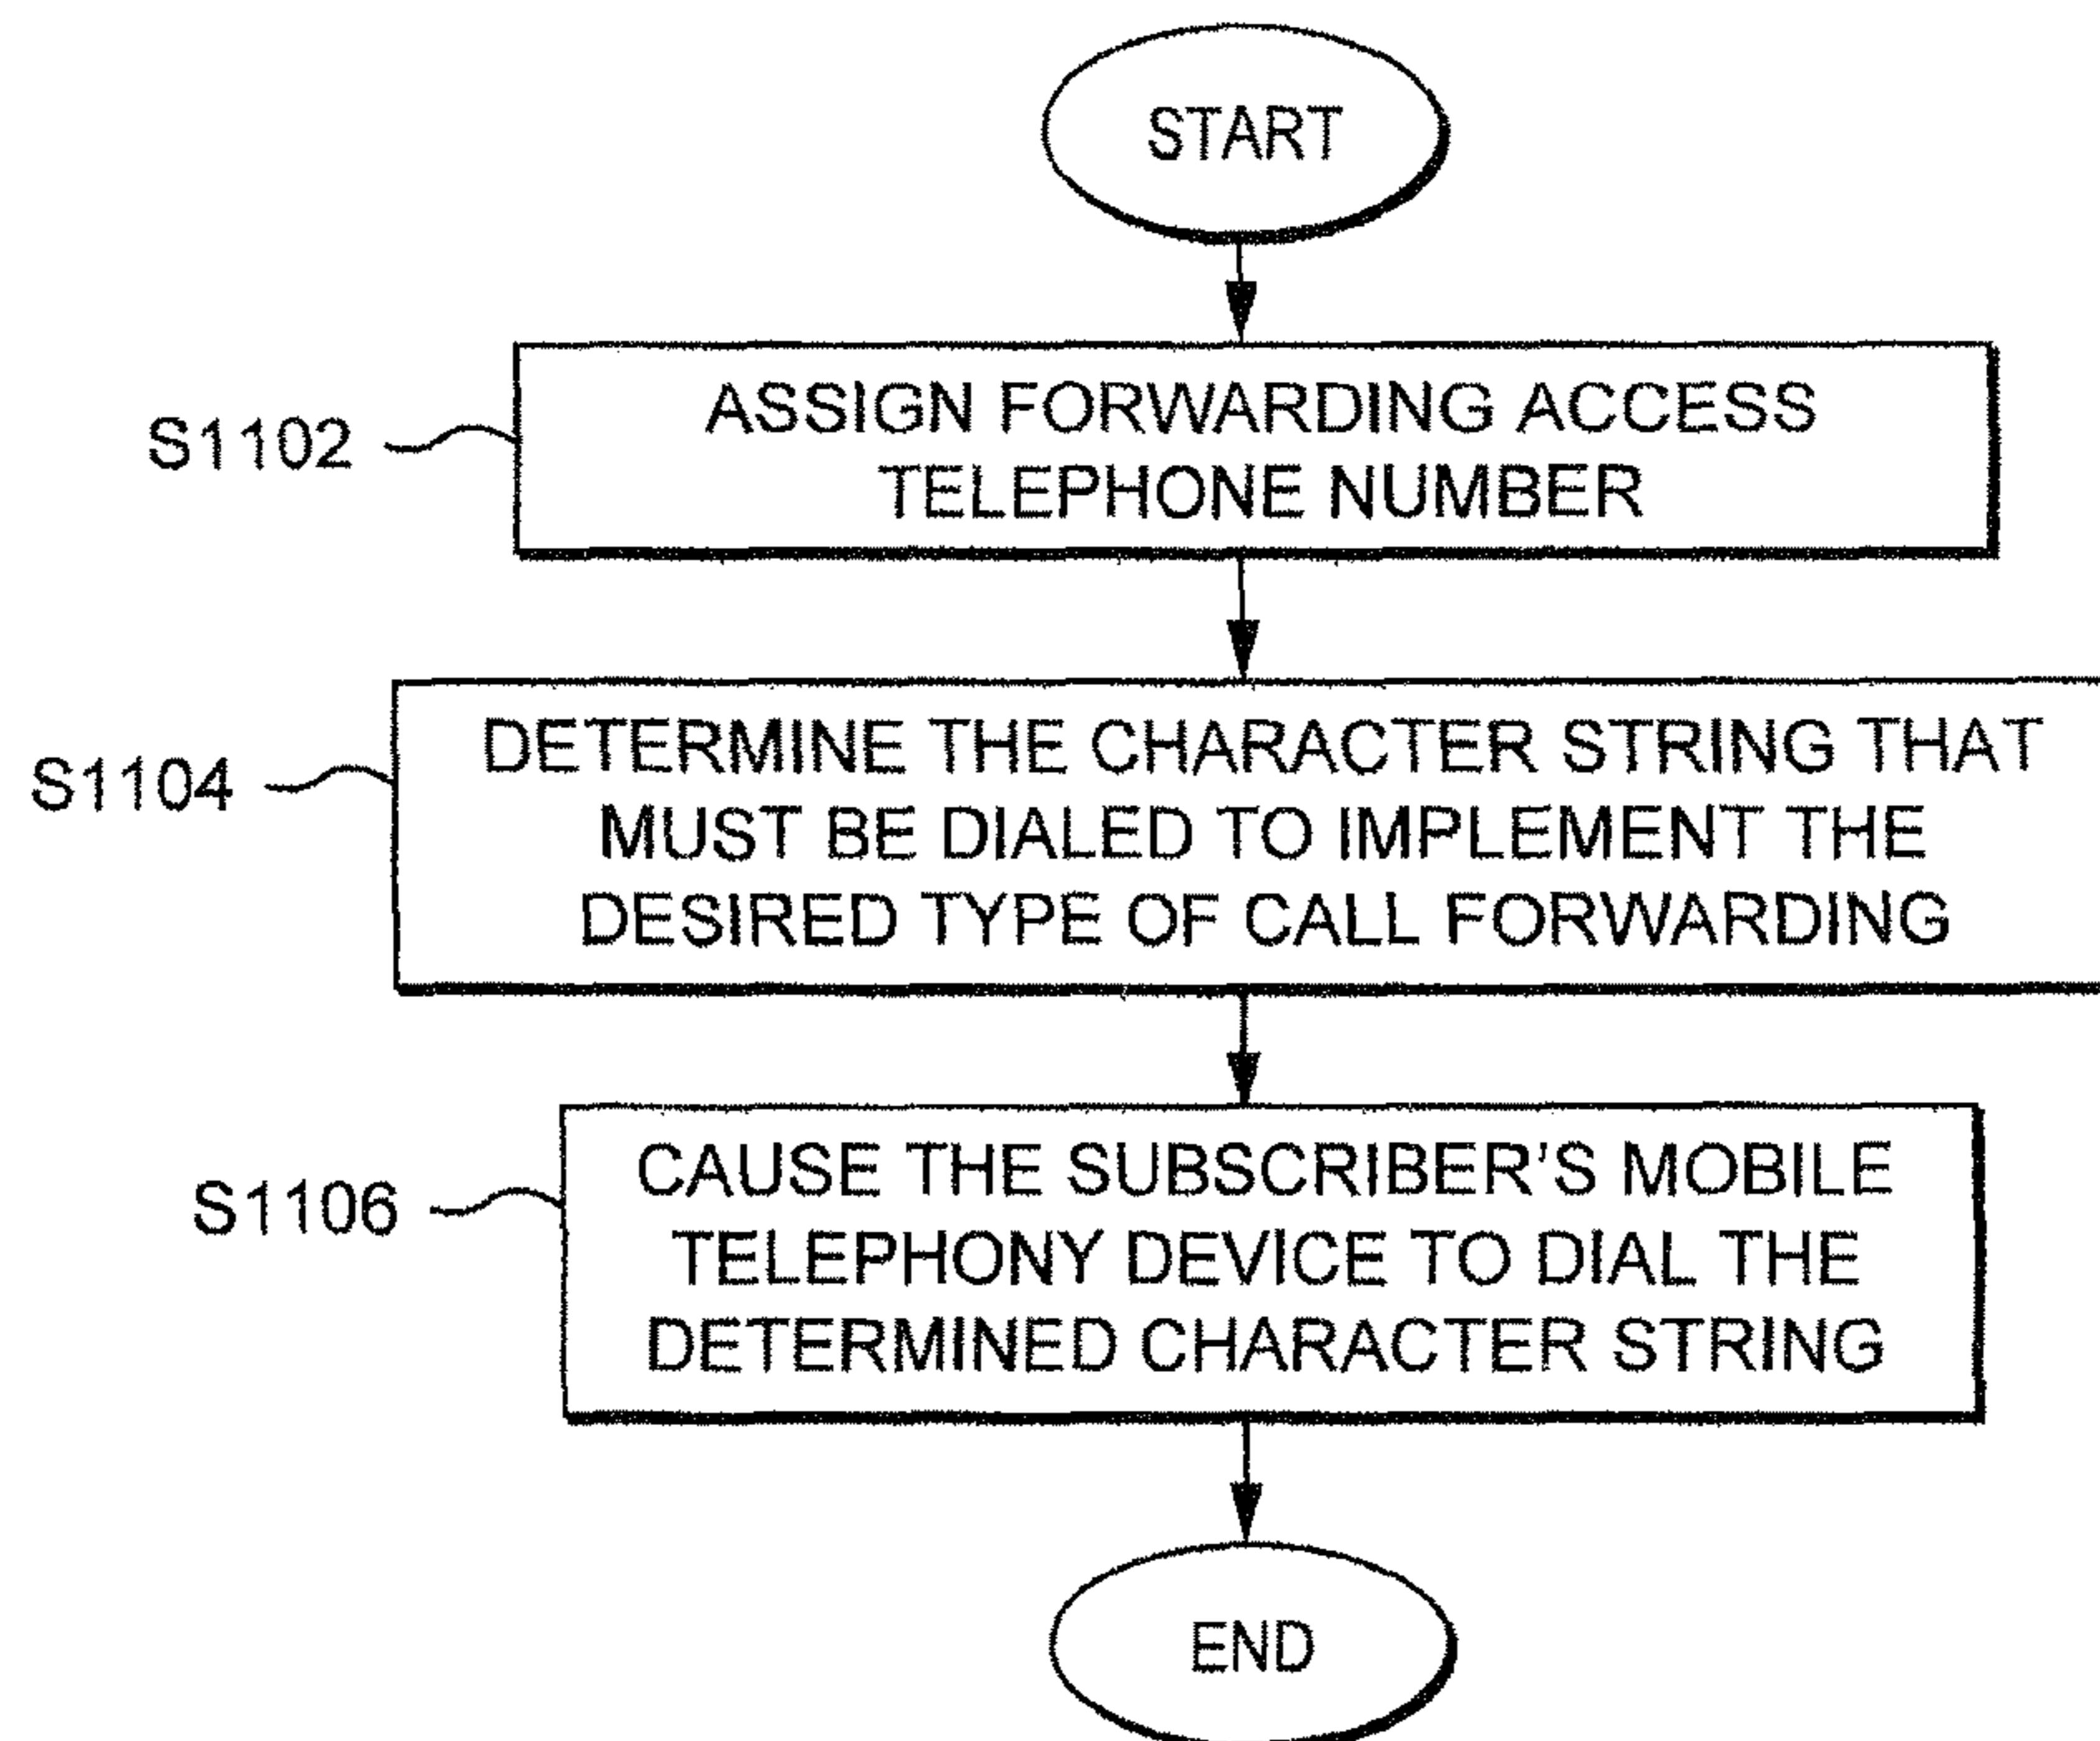 START
S1102
ASSIGN FORWARDING ACCESS
TELEPHONE NUMBER
S1104
DETERMINE THE CHARACTER STRING THAT
MUST BE DIALED TO IMPLEMENT THE
DESIRED TYPE OF CALL FORWARDING
S1106
CAUSE THE SUBSCRIBER'S MOBILE
TELEPHONY DEVICE TO DIAL THE
DETERMINED CHARACTER STRING
END